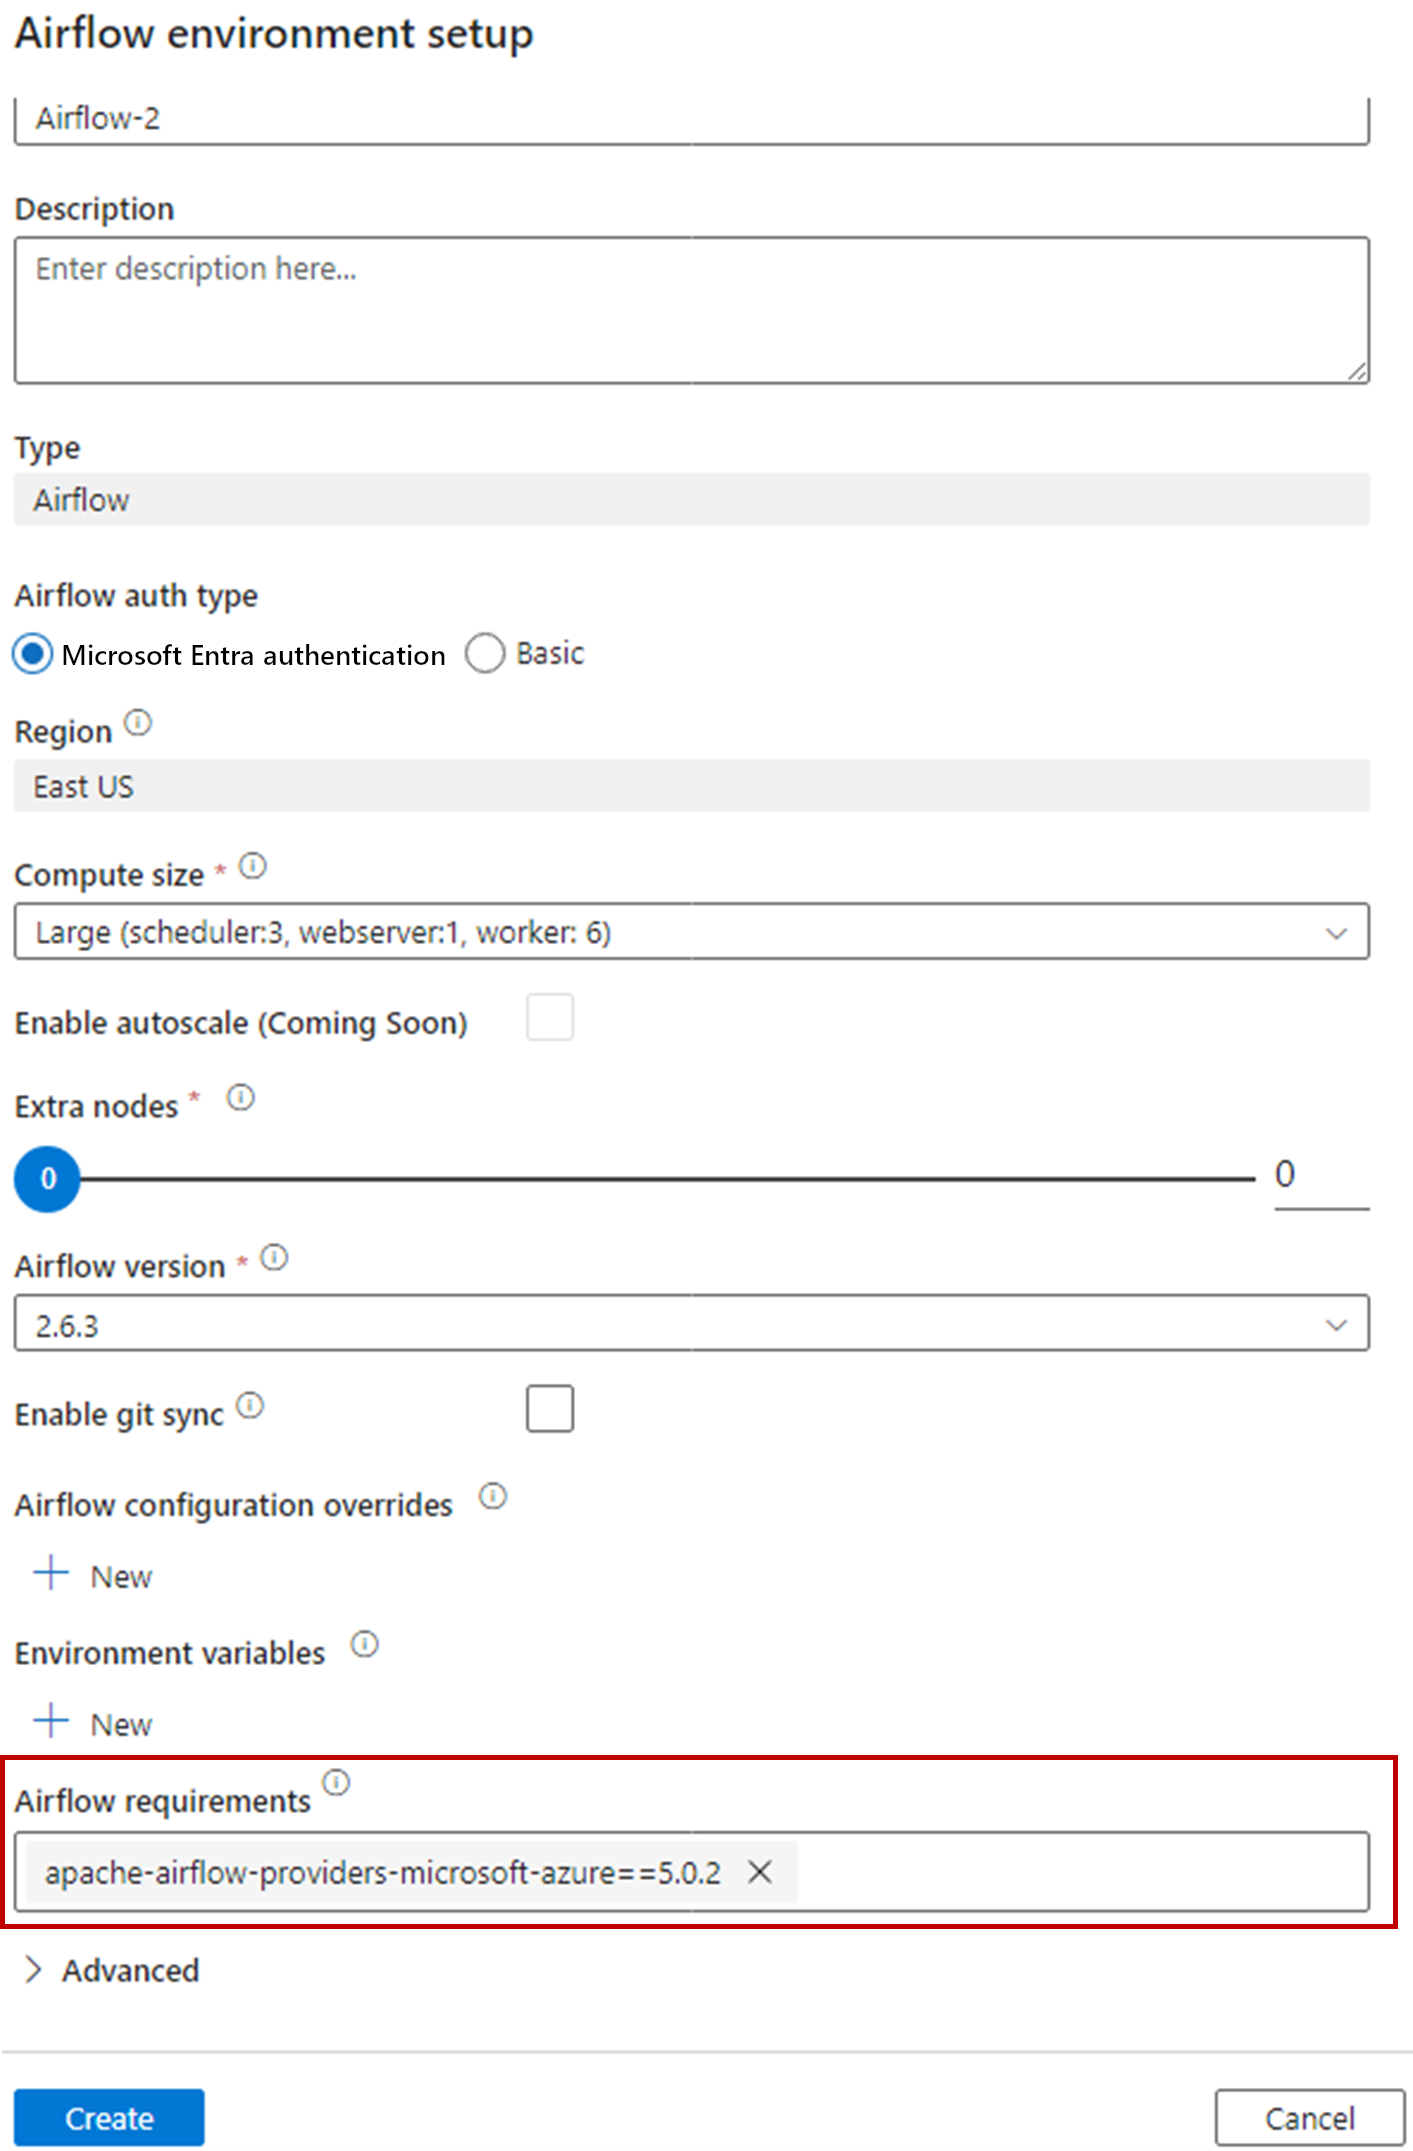 Airflow environment setup
Airflow-2
Description
Enter description here...
Type
Airflow
Airflow auth type
Microsoft Entra authentication Basic
Region
East US
Compute size *
Large (scheduler:3, webserver:1, worker: 6)
Enable autoscale (Coming Soon)
Extra nodes *
0 0
Airflow version *
2.6.3
Enable git sync
Airflow configuration overrides
New
Environment variables
New
Airflow requirements
apache-airflow-providers-microsoft-azure==5.0.2
Advanced
Create Cancel